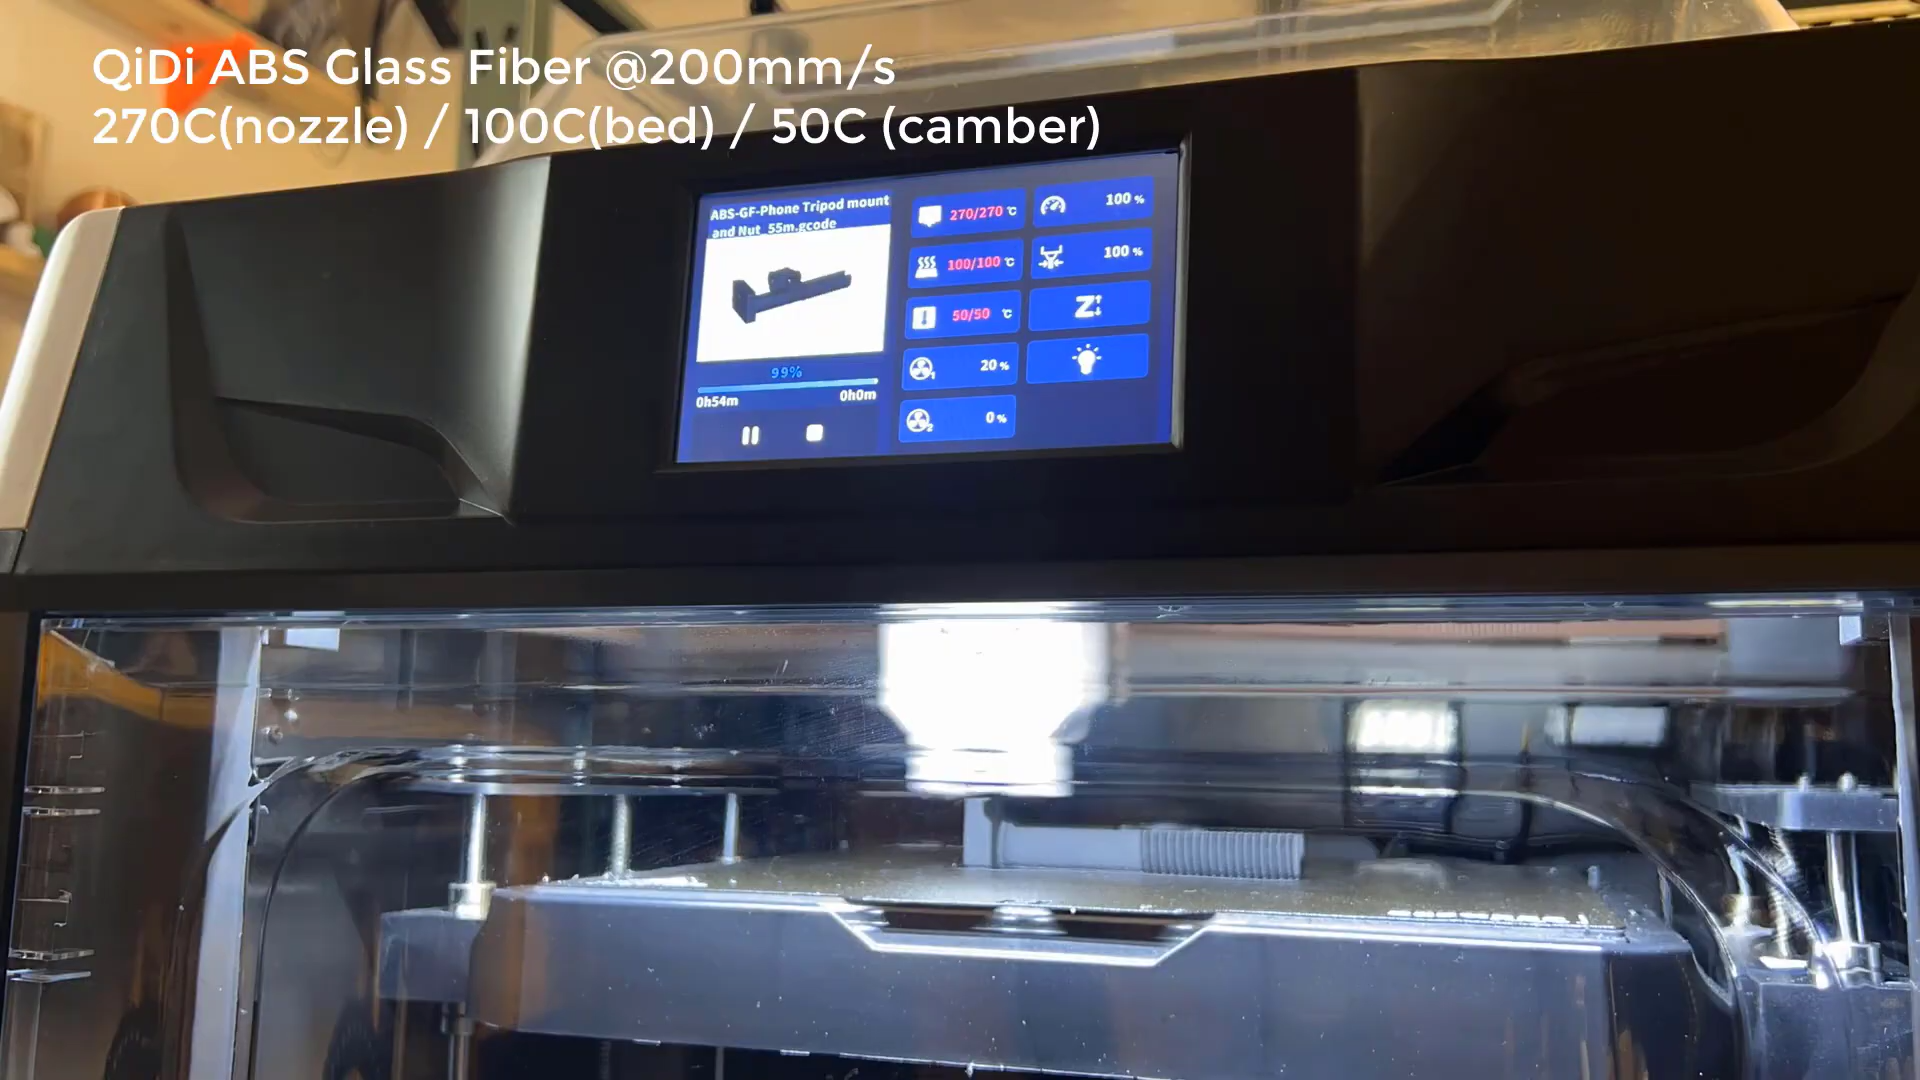 QiDi ABS Glass Fiber @200mm/s
270C(nozzle) / 100C(bed) / 50C (camber)
ABS-GF-Phone Tripod mount
and Nut_55m.gcode
270/270 °C
100 %
100/100 °C
100 %
50/50 °C
Z
99%
20 %
0h54m
0h0m
0 %